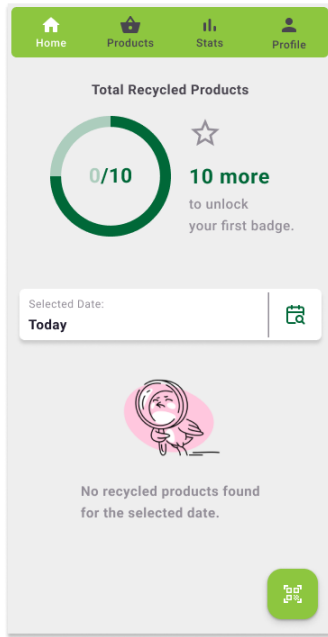 Home
Products
Stats
Profile
Total Recycled Products
0/10
10 more
to unlock
your first badge.
Selected Date:
Today
No recycled products found
for the selected date.